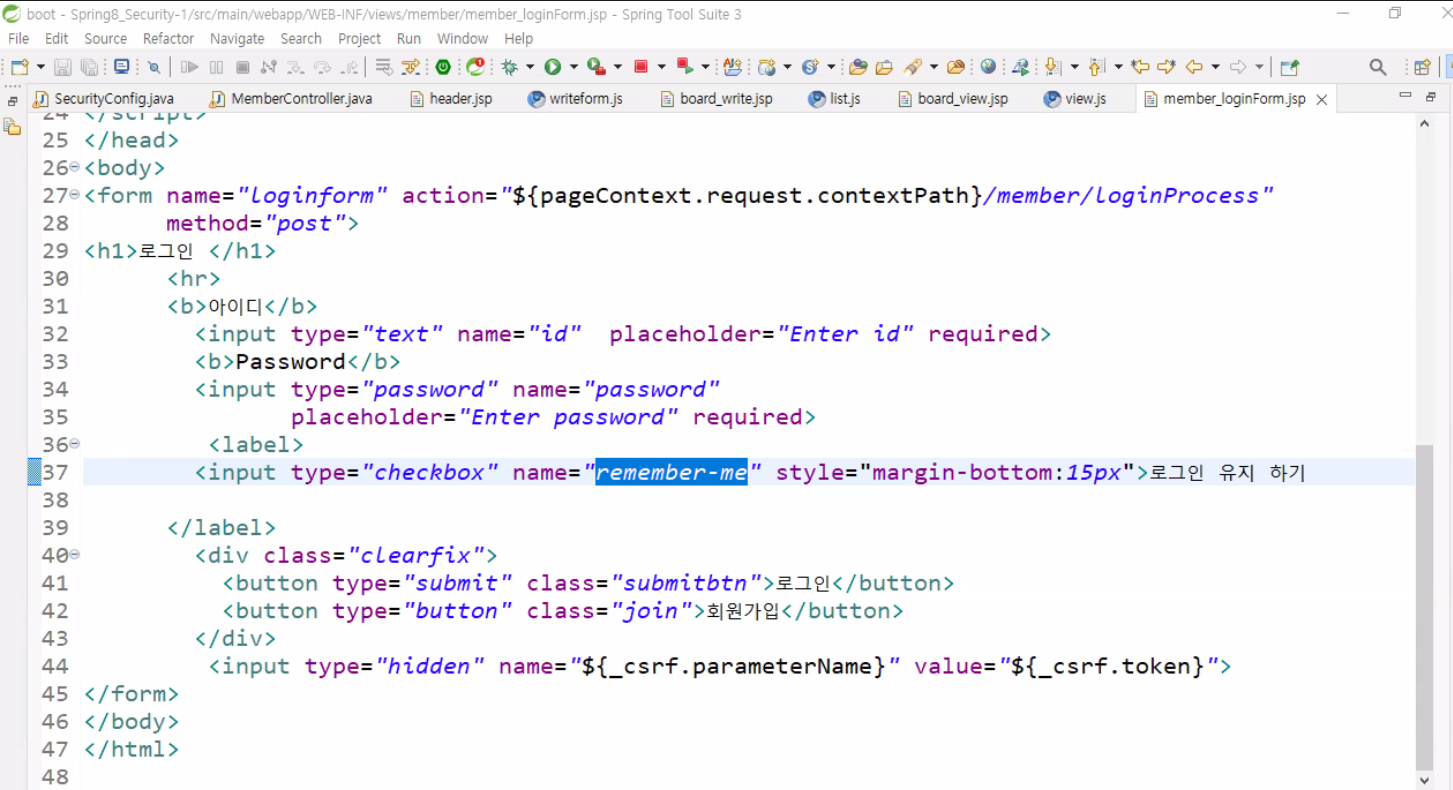 boot - Spring8_Security-1/src/main/webapp/WEB-INF/views/member/member_loginForm.jsp - Spring Tool Suite 3
File Edit Source Refactor Navigate Search Project Run Window Help
SecurityConfig.java MemberController.java header.jsp writeform.js board_write.jsp list.js board_view.jsp view.js member_loginForm.jsp
24 </script>
25 </head>
26 <body>
27 <form name="loginform" action="${pageContext.request.contextPath}/member/loginProcess"
28 method="post">
29 <h1>로그인 </h1>
30 <hr>
31 <b>아이디</b>
32 <input type="text" name="id"  placeholder="Enter id" required>
33 <b>Password</b>
34 <input type="password" name="password"
35 placeholder="Enter password" required>
36 <label>
37 <input type="checkbox" name="remember-me" style="margin-bottom:15px">로그인 유지 하기
38
39 </label>
40 <div class="clearfix">
41 <button type="submit" class="submitbtn">로그인</button>
42 <button type="button" class="join">회원가입</button>
43 </div>
44 <input type="hidden" name="${_csrf.parameterName}" value="${_csrf.token}">
45 </form>
46 </body>
47 </html>
48